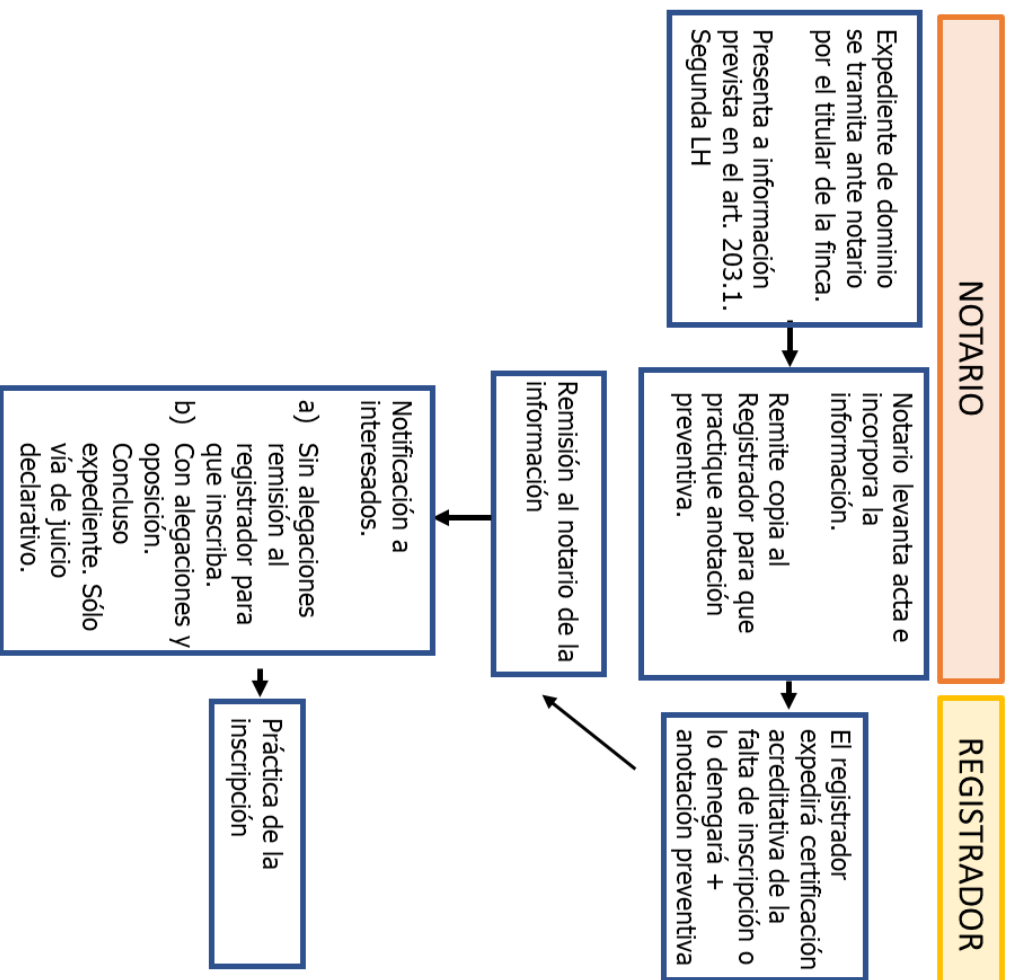 NOTARIO
REGISTRADOR
Expediente de dominio
se tramita ante notario
por el titular de la finca.
Presenta a información
prevista en el art. 203.1.
Segunda LH
Notario levanta acta e
incorpora la
información.
Remite copia al
Registrador para que
practique anotación
preventiva.
El registrador
expedirá certificación
acreditativa de la
falta de inscripción o
lo denegará +
anotación preventiva
Remisión al notario de la
información
Notificación a
interesados.
a) Sin alegaciones
remisión al
registrador para
que inscriba.
b) Con alegaciones y
oposición.
Concluso
expediente. Sólo
vía de juicio
declarativo.
Práctica de la
inscripción